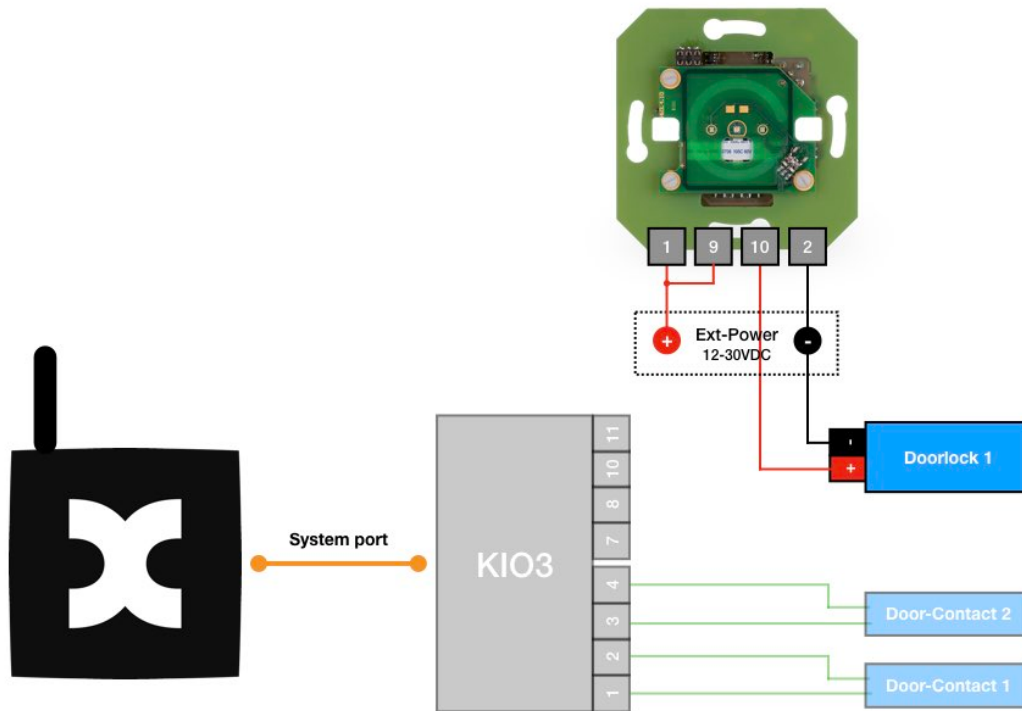 1
9
10
2
+
Ext-Power
-
12-30VDC
-
Doorlock 1
+
11
10
8
7
System port
KIO3
4
3
Door-Contact 2
2
1
Door-Contact 1